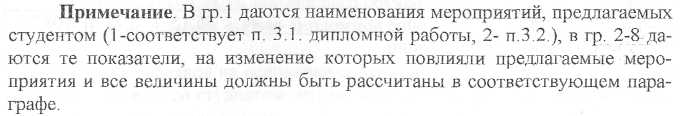 Примечание. В гр.1 даются наименования мероприятий, предлагаемых
студентом (1-соответствует п. 3.1. дипломной работы, 2- п.3.2.), в гр. 2-8 да-
ются те показатели, на изменение которых повлияли предлагаемые меро-
приятия и все величины должны быть рассчитаны в соответствующем пара-
графе.